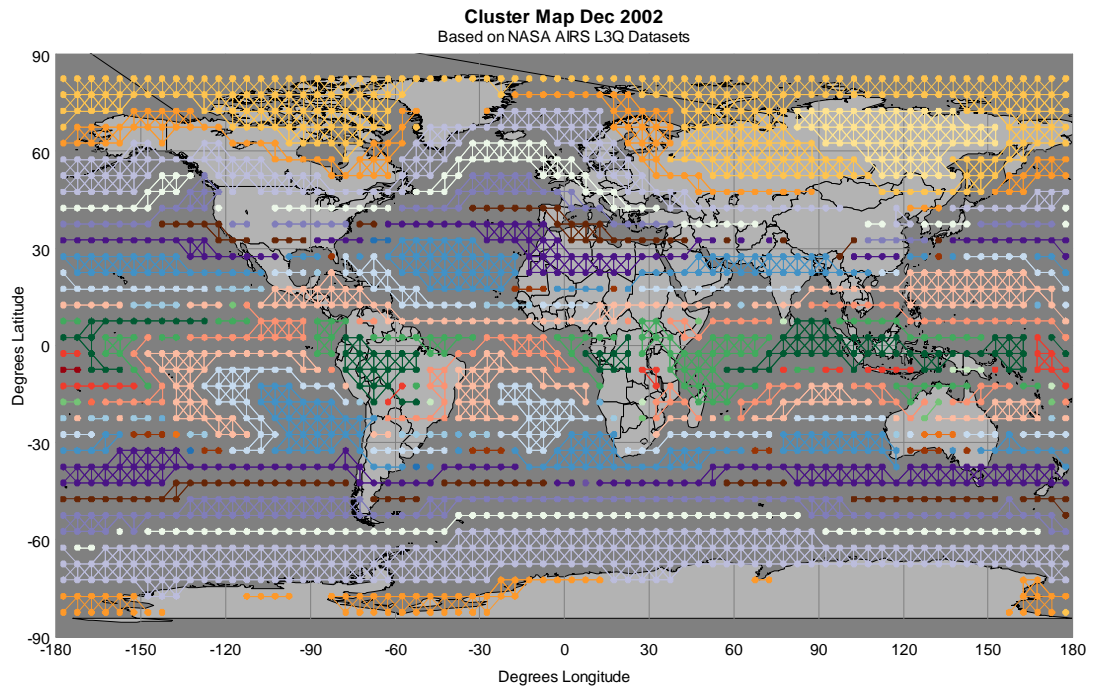 Cluster Map Dec 2002
Based on NASA AIRS L3Q Datasets
90
60
30
0
-30
-60
-90
Degrees Latitude
-180 -150 -120 -90 -60 -30 0 30 60 90 120 150 180
Degrees Longitude